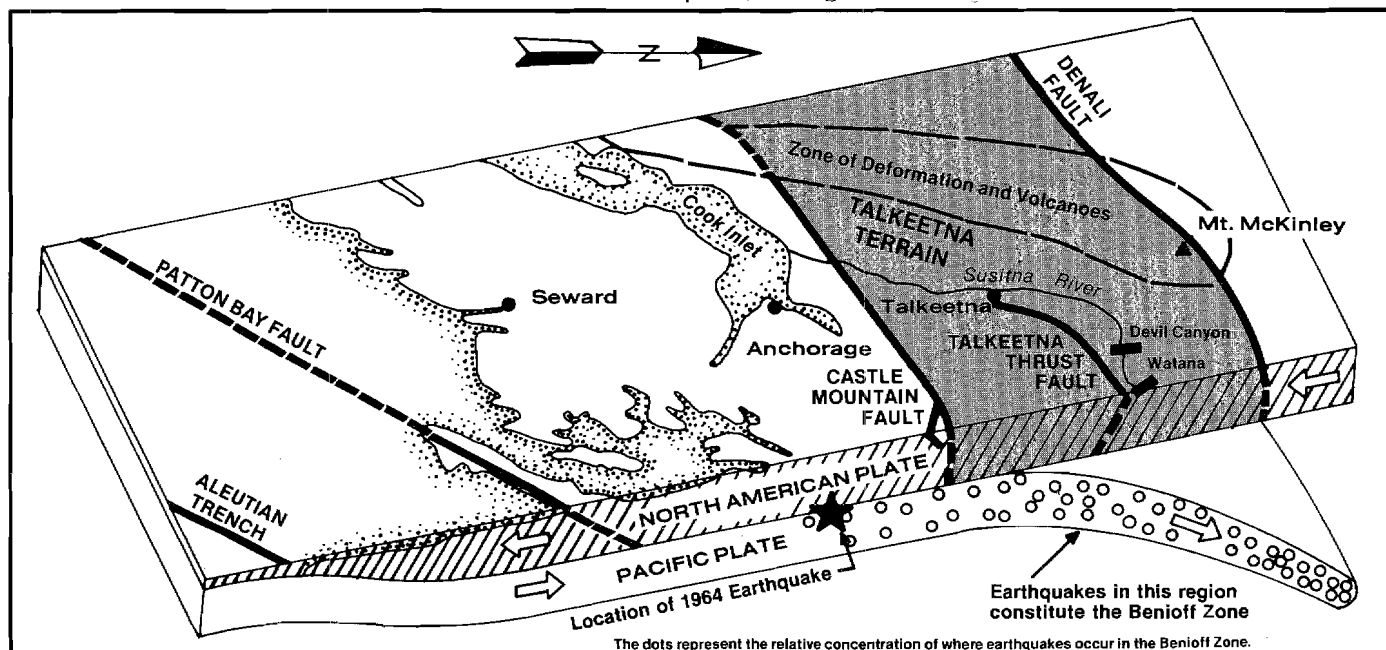 Z
DENALI
FAULT
Zone of Deformation and Volcanoes
Mt. McKinley
TALKEETNA
TERRAIN
Cook Inlet
Susitna River
Seward
Talkeetna
PATTON BAY FAULT
Anchorage
TALKEETNA
THRUST
FAULT
Devil Canyon
Watana
CASTLE
MOUNTAIN
FAULT
ALEUTIAN
TRENCH
NORTH AMERICAN PLATE
PACIFIC PLATE
Location of 1964 Earthquake
Earthquakes in this region
constitute the Benioff Zone
The dots represent the relative concentration of where earthquakes occur in the Benioff Zone.